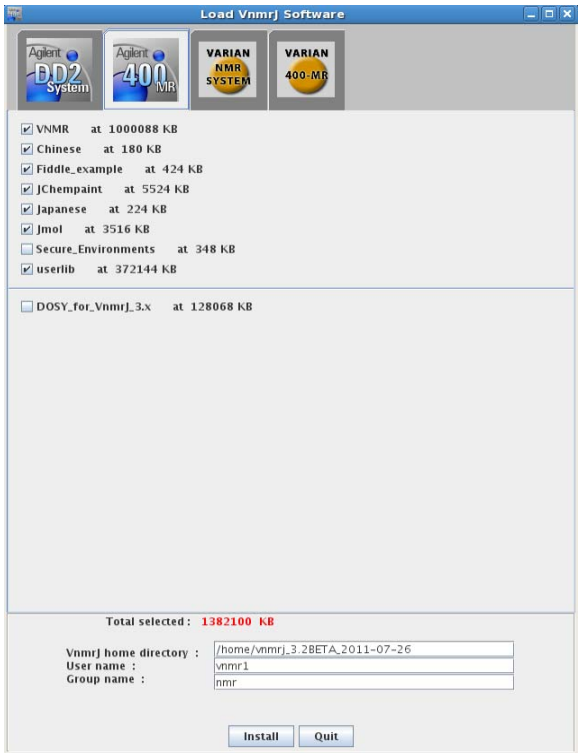 Load VnmrJ Software
Agilent
DD2
System
Agilent
400
MR
VARIAN
NMR
SYSTEM
VARIAN
400-MR
VNMR at 1000088 KB
Chinese at 180 KB
Fiddle_example at 424 KB
JChempaint at 5524 KB
Japanese at 224 KB
Jmol at 3516 KB
Secure_Environments at 348 KB
userlib at 372144 KB
DOSY_for_VnmrJ_3.x at 128068 KB
Total selected : 1382100 KB
VnmrJ home directory : /home/vnmrj_3.2BETA_2011-07-26
User name : vnmr1
Group name : nmr
Install Quit